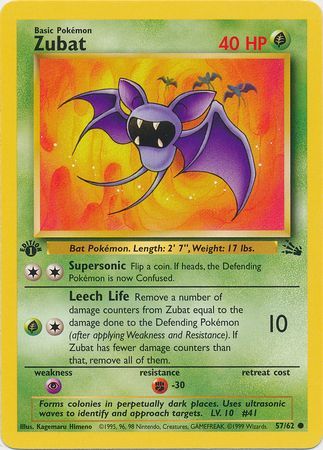 Basic Pokémon
Zubat
40 HP
EDITION
1
Bat Pokémon. Length: 2' 7", Weight: 17 lbs.
Supersonic Flip a coin. If heads, the Defending
Pokémon is now Confused.
Leech Life Remove a number of
damage counters from Zubat equal to the
damage done to the Defending Pokémon
(after applying Weakness and Resistance). If
Zubat has fewer damage counters than
that, remove all of them.
10
weakness resistance retreat cost
-30
Forms colonies in perpetually dark places. Uses ultrasonic
waves to identify and approach targets. LV. 10 #41
Illus. Kagemaru Himeno ©1995, 96, 98 Nintendo, Creatures, GAMEFREAK. ©1999 Wizards. 57/62